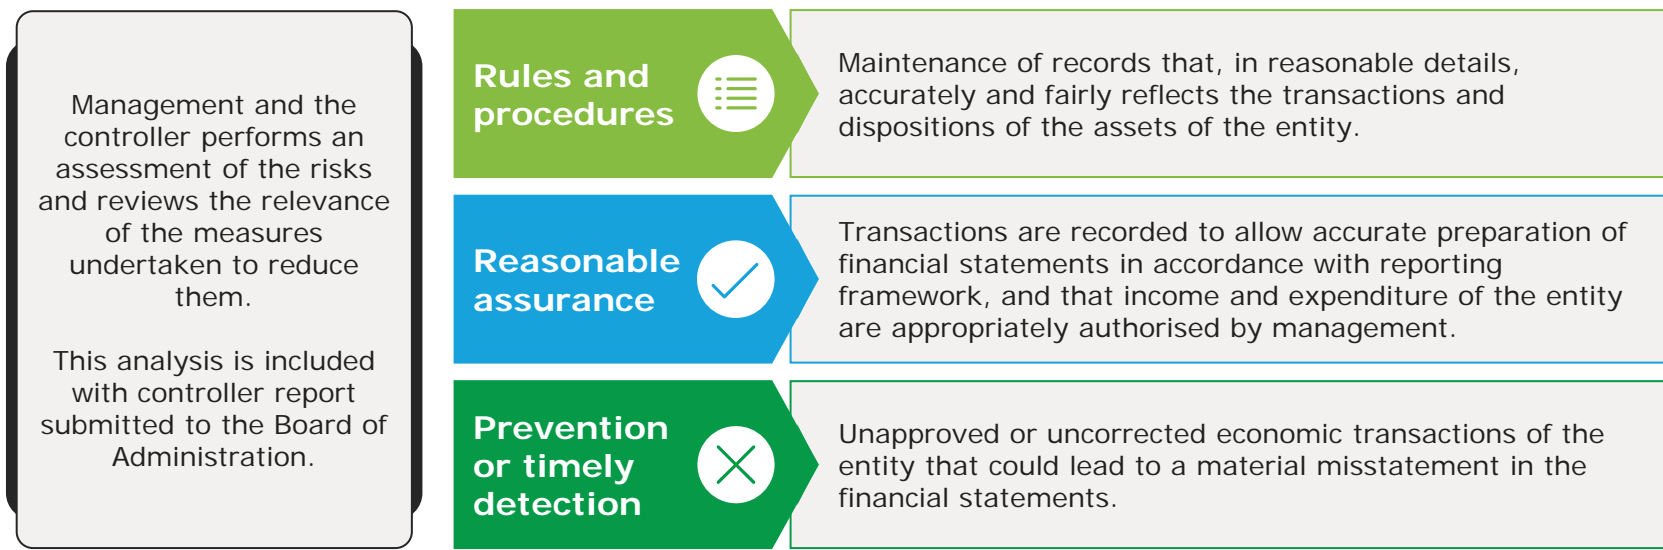 Management and the
controller performs an
assessment of the risks
and reviews the relevance
of the measures
undertaken to reduce
them.
This analysis is included
with controller report
submitted to the Board of
Administration.
Rules and
procedures
Maintenance of records that, in reasonable details,
accurately and fairly reflects the transactions and
dispositions of the assets of the entity.
Reasonable
assurance
Transactions are recorded to allow accurate preparation of
financial statements in accordance with reporting
framework, and that income and expenditure of the entity
are appropriately authorised by management.
Prevention
or timely
detection
Unapproved or uncorrected economic transactions of the
entity that could lead to a material misstatement in the
financial statements.